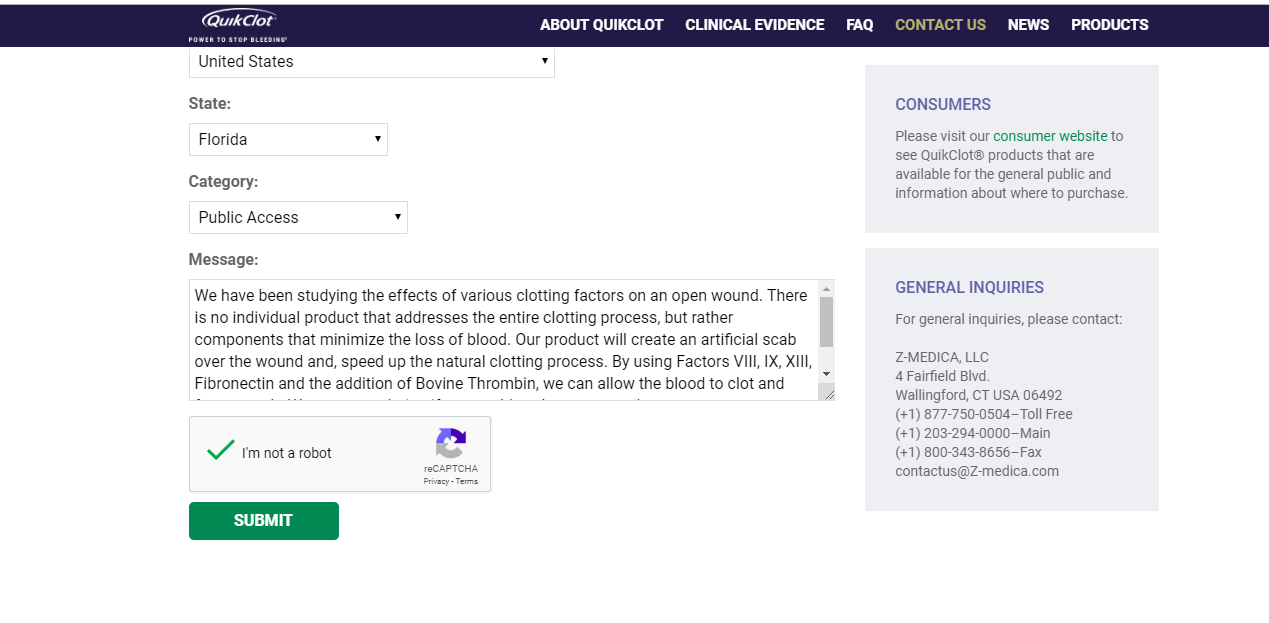 QuikClot
POWER TO STOP BLEEDING®
ABOUT QUIKCLOT CLINICAL EVIDENCE FAQ CONTACT US NEWS PRODUCTS
United States
State:
Florida
Category:
Public Access
Message:
We have been studying the effects of various clotting factors on an open wound. There
is no individual product that addresses the entire clotting process, but rather
components that minimize the loss of blood. Our product will create an artificial scab
over the wound and, speed up the natural clotting process. By using Factors VIII, IX, XIII,
Fibronectin and the addition of Bovine Thrombin, we can allow the blood to clot and
I'm not a robot
reCAPTCHA
Privacy - Terms
SUBMIT
CONSUMERS
Please visit our consumer website to
see QuikClot® products that are
available for the general public and
information about where to purchase.
GENERAL INQUIRIES
For general inquiries, please contact:
Z-MEDICA, LLC
4 Fairfield Blvd.
Wallingford, CT USA 06492
(+1) 877-750-0504–Toll Free
(+1) 203-294-0000–Main
(+1) 800-343-8656–Fax
contactus@Z-medica.com